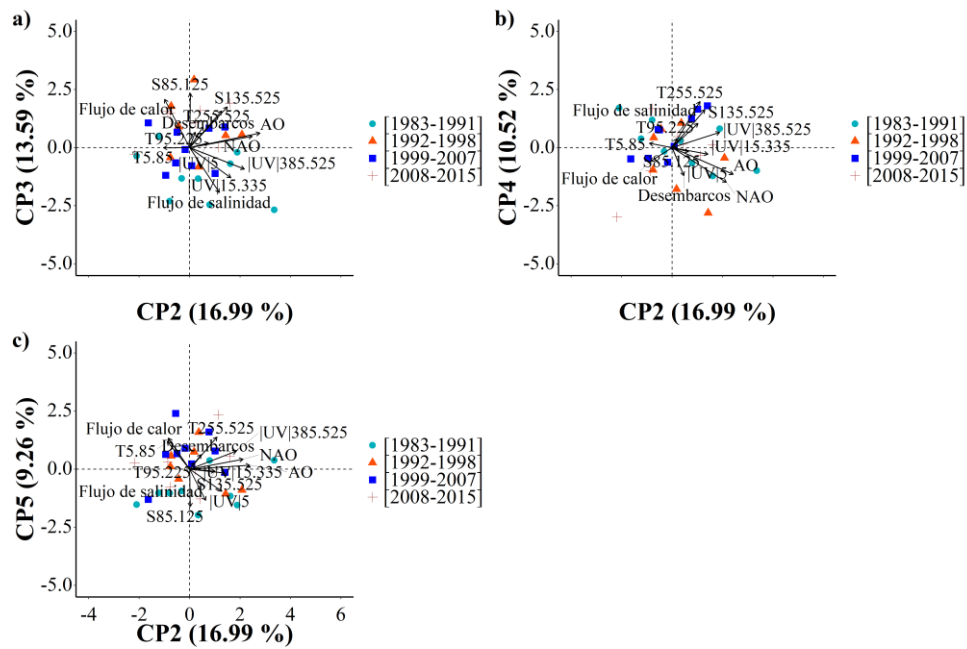 a)
CP3 (13.59 %)
5.0
2.5
0.0
-2.5
-5.0
S85.125
S135.525
Flujo de calor
T255.525
Desembarcos
AO
T95.225
NAO
T5.85
|UV|5
|UV|385.525
|UV|15.335
Flujo de salinidad
CP2 (16.99 %)
[1983-1991]
[1992-1998]
[1999-2007]
[2008-2015]
b)
CP4 (10.52 %)
5.0
2.5
0.0
-2.5
-5.0
T255.525
Flujo de salinidad
S135.525
T95.225
|UV|385.525
T5.85
|UV|15.335
S85.125
AO
|UV|5
Flujo de calor
Desembarcos
NAO
CP2 (16.99 %)
[1983-1991]
[1992-1998]
[1999-2007]
[2008-2015]
c)
CP5 (9.26 %)
5.0
2.5
0.0
-2.5
-5.0
Flujo de calor
T255.525
|UV|385.525
T5.85
Desembarcos
NAO
T95.225
|UV|15.335
AO
Flujo de salinidad
S135.525
|UV|5
S85.125
-4
-2
0
2
4
6
CP2 (16.99 %)
[1983-1991]
[1992-1998]
[1999-2007]
[2008-2015]